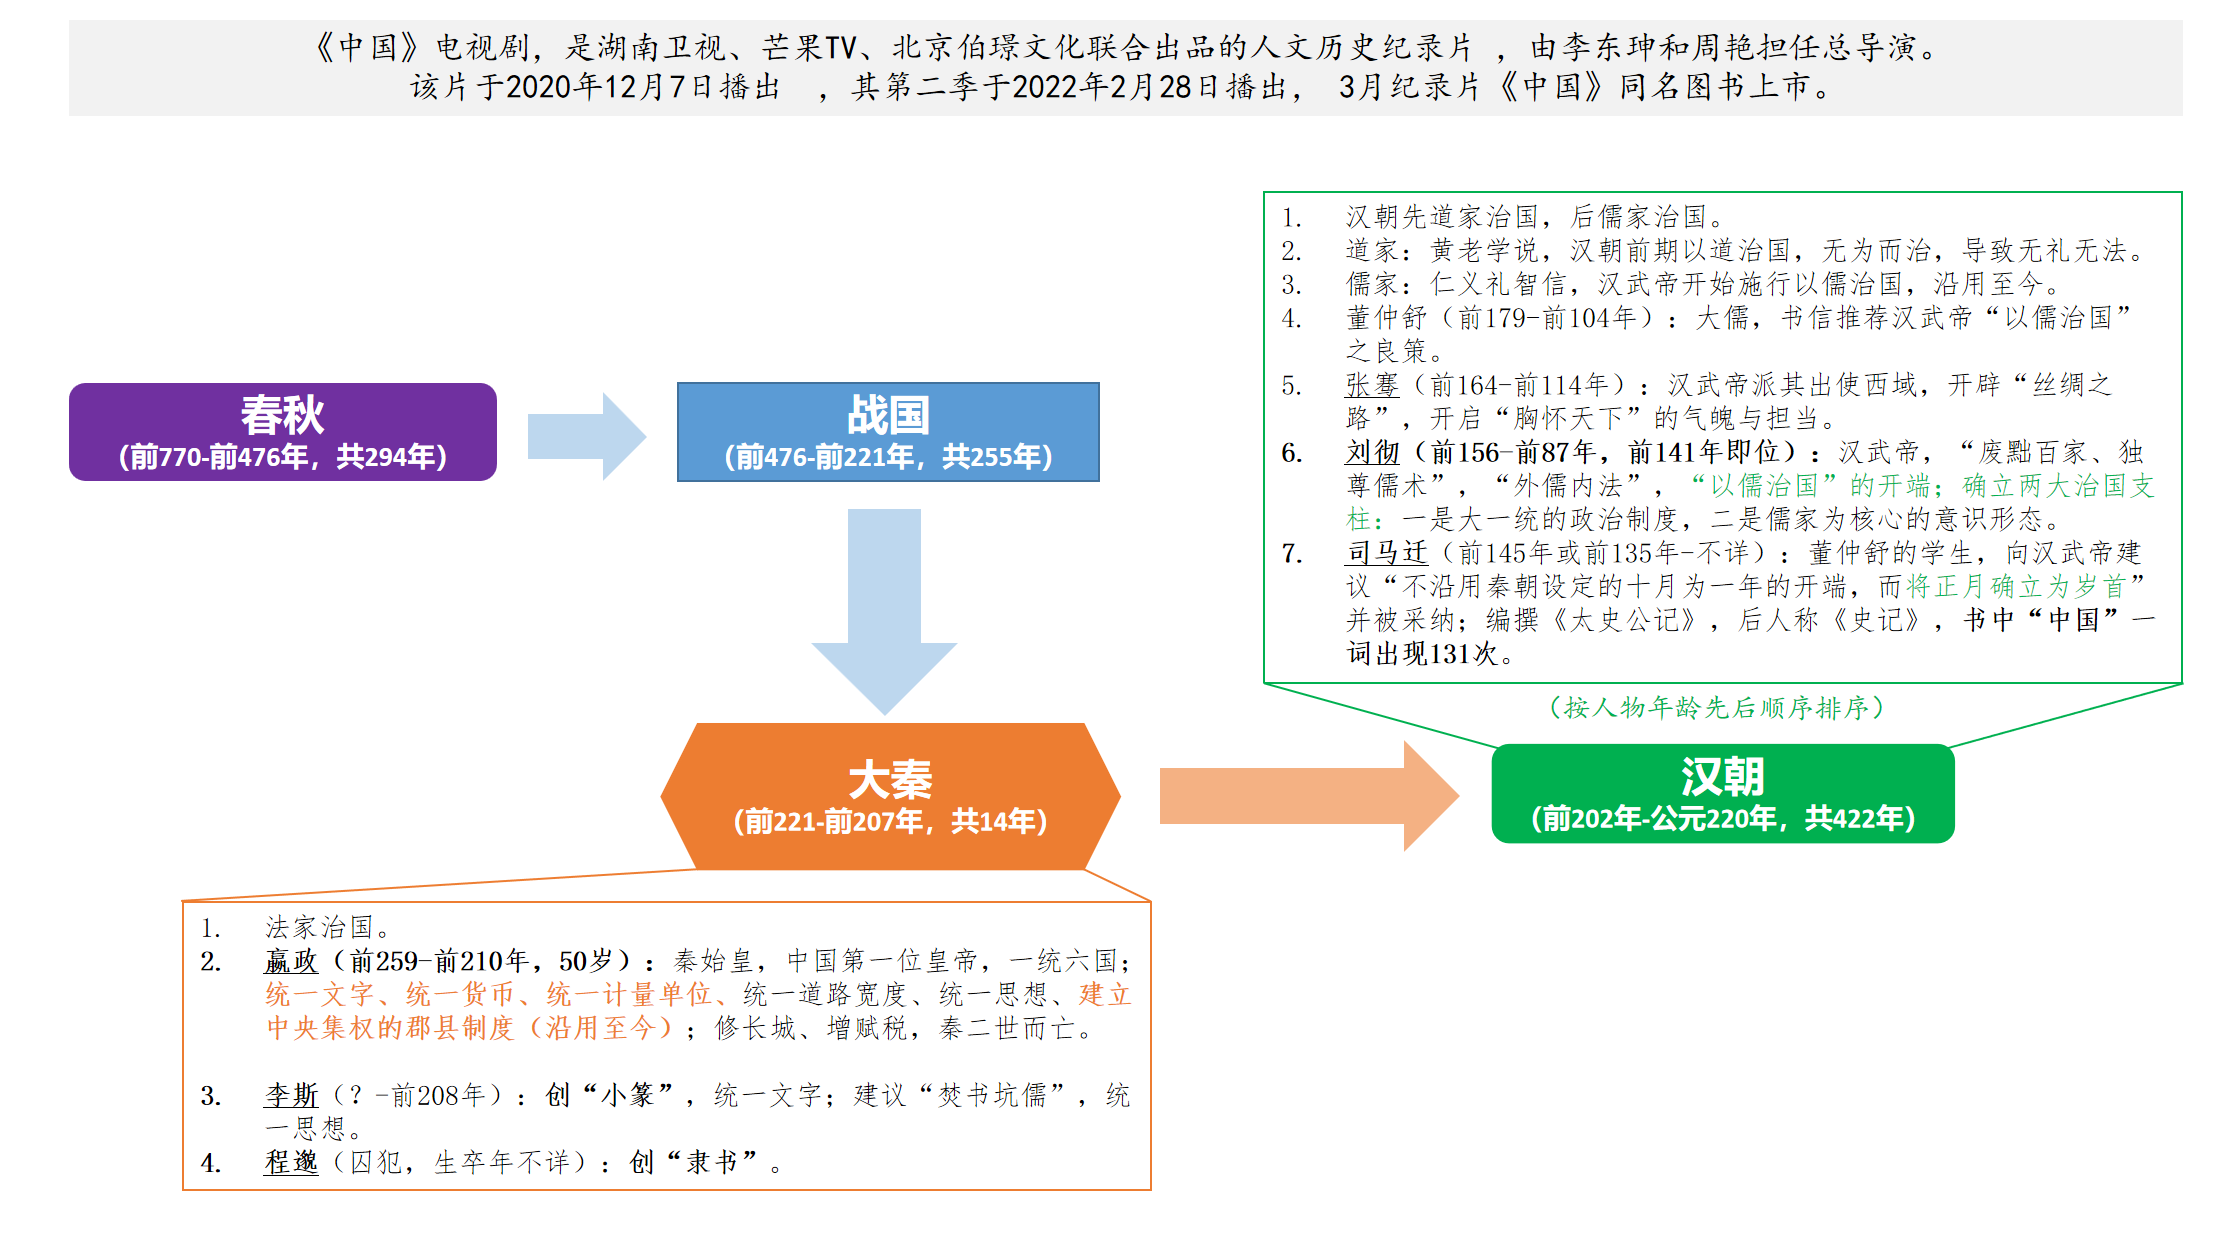 《中国》电视剧，是湖南卫视、芒果TV、北京伯璟文化联合出品的人文历史纪录片 ，由李东珅和周艳担任总导演。
该片于2020年12月7日播出 ，其第二季于2022年2月28日播出， 3月纪录片《中国》同名图书上市。
1. 汉朝先道家治国，后儒家治国。
2. 道家：黄老学说，汉朝前期以道治国，无为而治，导致无礼无法。
3. 儒家：仁义礼智信，汉武帝开始施行以儒治国，沿用至今。
4. 董仲舒（前179-前104年）：大儒，书信推荐汉武帝“以儒治国”
之良策。
5. 张骞（前164-前114年）：汉武帝派其出使西域，开辟“丝绸之
路”，开启“胸怀天下”的气魄与担当。
6. 刘彻（前156-前87年，前141年即位）：汉武帝，“废黜百家、独
尊儒术”，“外儒内法”，“以儒治国”的开端；确立两大治国支
柱：一是大一统的政治制度，二是儒家为核心的意识形态。
7. 司马迁（前145年或前135年-不详）：董仲舒的学生，向汉武帝建
议“不沿用秦朝设定的十月为一年的开端，而将正月确立为岁首”
并被采纳；编撰《太史公记》，后人称《史记》，书中“中国”一
词出现131次。
（按人物年龄先后顺序排序）
春秋
（前770-前476年，共294年）
战国
（前476-前221年，共255年）
大秦
（前221-前207年，共14年）
汉朝
（前202年-公元220年，共422年）
1. 法家治国。
2. 嬴政（前259-前210年，50岁）：秦始皇，中国第一位皇帝，一统六国；
统一文字、统一货币、统一计量单位、统一道路宽度、统一思想、建立
中央集权的郡县制度（沿用至今）；修长城、增赋税，秦二世而亡。
3. 李斯（？-前208年）：创“小篆”，统一文字；建议“焚书坑儒”，统
一思想。
4. 程邈（囚犯，生卒年不详）：创“隶书”。